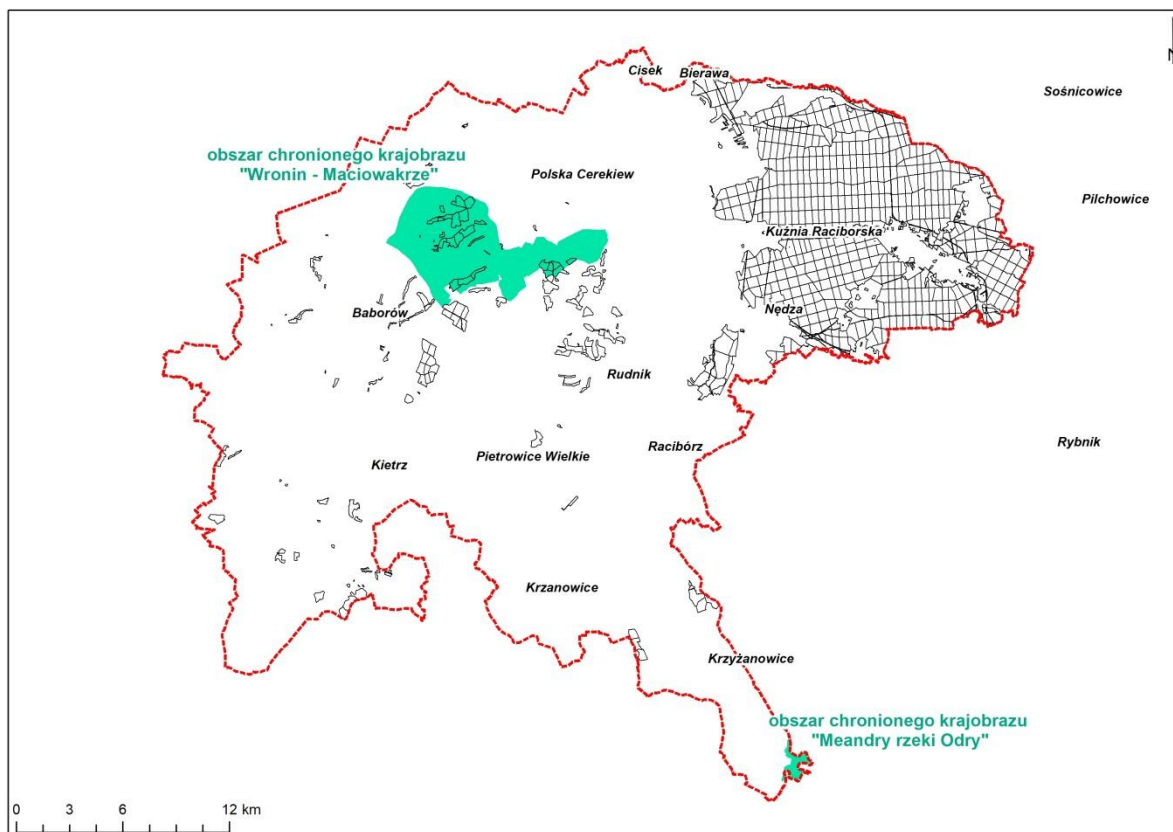 N
Cisek
Bierawa
Sośnicowice
obszar chronionego krajobrazu
"Wronin - Maciowakrze"
Polska Cerekiew
Pilchowice
Kuźnia Raciborska
Baborów
Nędza
Rudnik
Racibórz
Rybnik
Kietrz
Pietrowice Wielkie
Krzanowice
Krzyżanowice
obszar chronionego krajobrazu
"Meandry rzeki Odry"
0 3 6 12 km